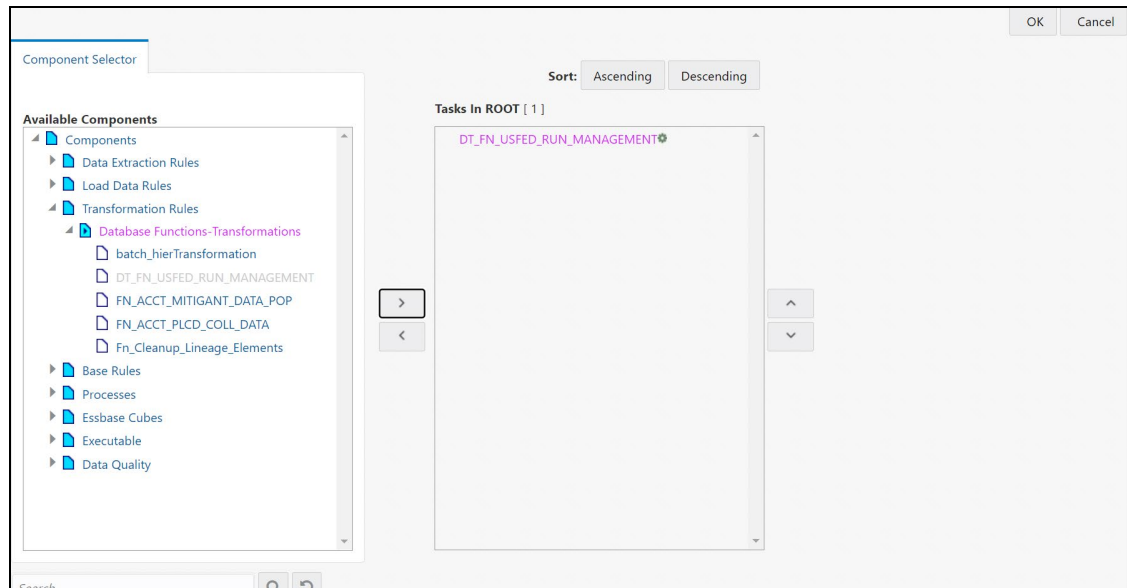 OK Cancel
Component Selector
Sort: Ascending Descending
Tasks In ROOT [ 1 ]
Available Components
Components
Data Extraction Rules
Load Data Rules
Transformation Rules
Database Functions-Transformations
batch_hierTransformation
DT_FN_USFED_RUN_MANAGEMENT
FN_ACCT_MITIGANT_DATA_POP
FN_ACCT_PLCD_COLL_DATA
Fn_Cleanup_Lineage_Elements
Base Rules
Processes
Essbase Cubes
Executable
Data Quality
DT_FN_USFED_RUN_MANAGEMENT
Search